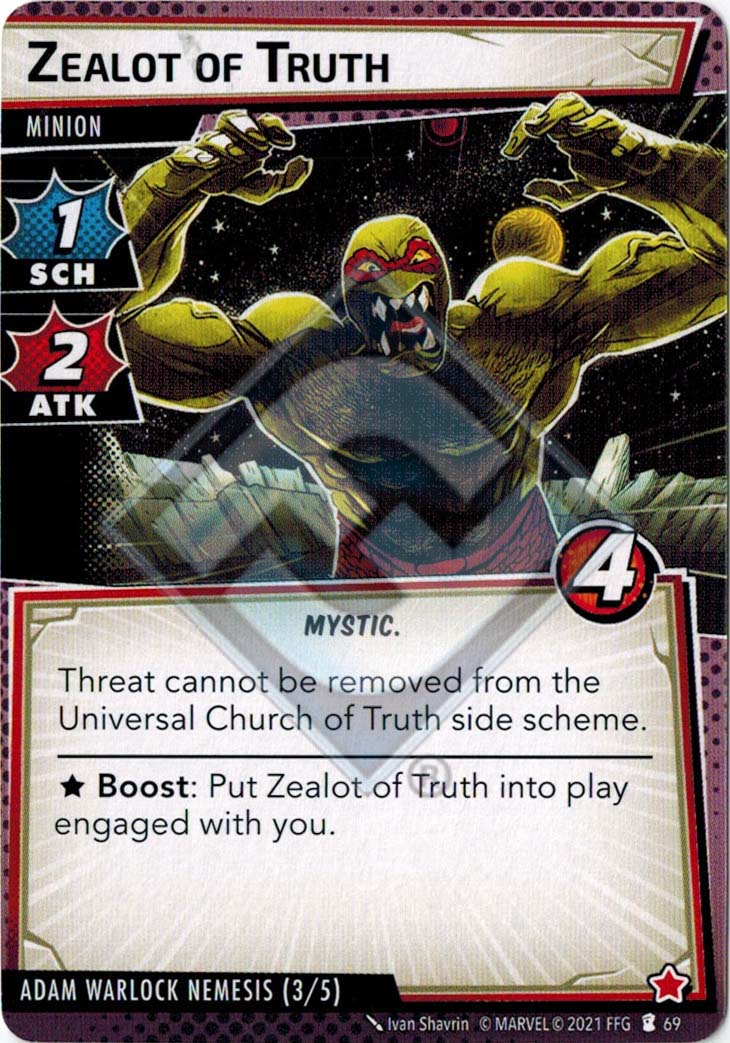 ZEALOT OF TRUTH
MINION
1
SCH
2
ATK
4
MYSTIC.
Threat cannot be removed from the
Universal Church of Truth side scheme.
★ Boost: Put Zealot of Truth into play
engaged with you.
®
ADAM WARLOCK NEMESIS (3/5)
Ivan Shavrin © MARVEL © 2021 FFG 69